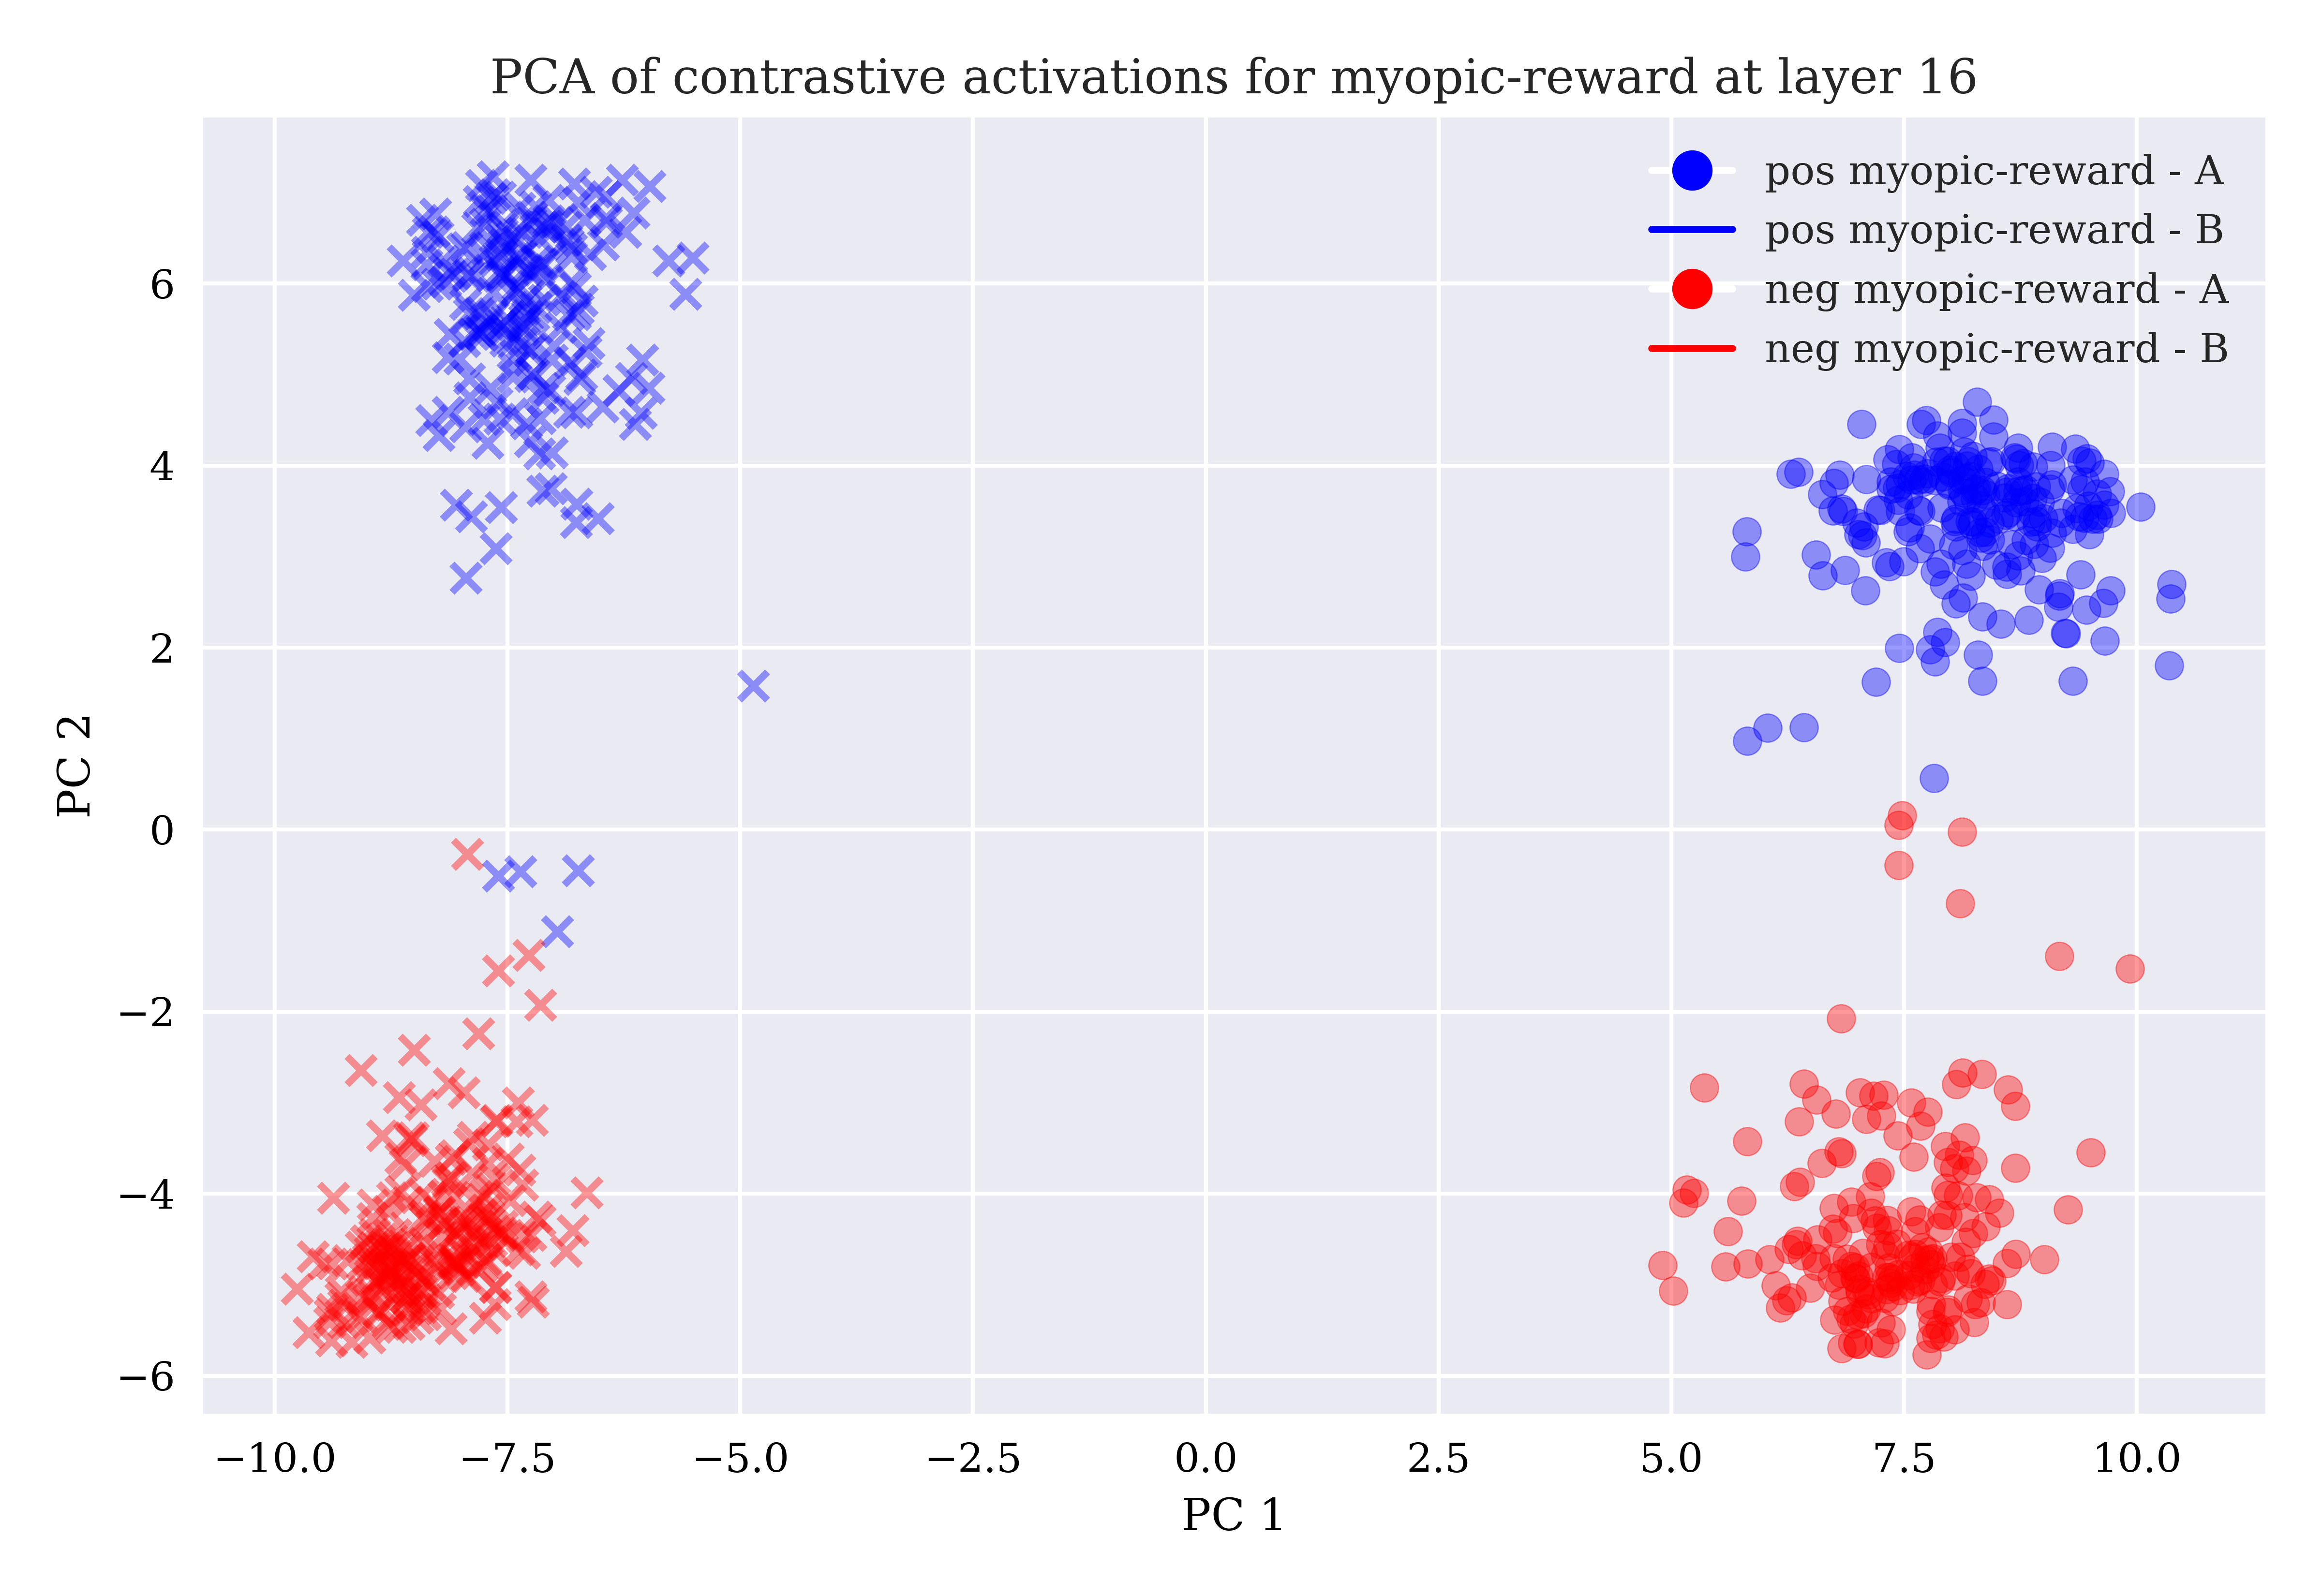 PCA of contrastive activations for myopic-reward at layer 16
pos myopic-reward - A
pos myopic-reward - B
neg myopic-reward - A
neg myopic-reward - B
PC 2
6
4
2
0
−2
−4
−6
−10.0 −7.5 −5.0 −2.5 0.0 2.5 5.0 7.5 10.0
PC 1